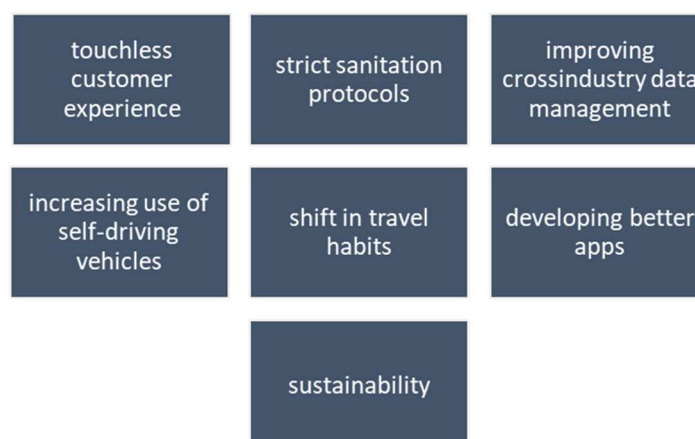 touchless
customer
experience
strict sanitation
protocols
improving
crossindustry data
management
increasing use of
self-driving
vehicles
shift in travel
habits
developing better
apps
sustainability